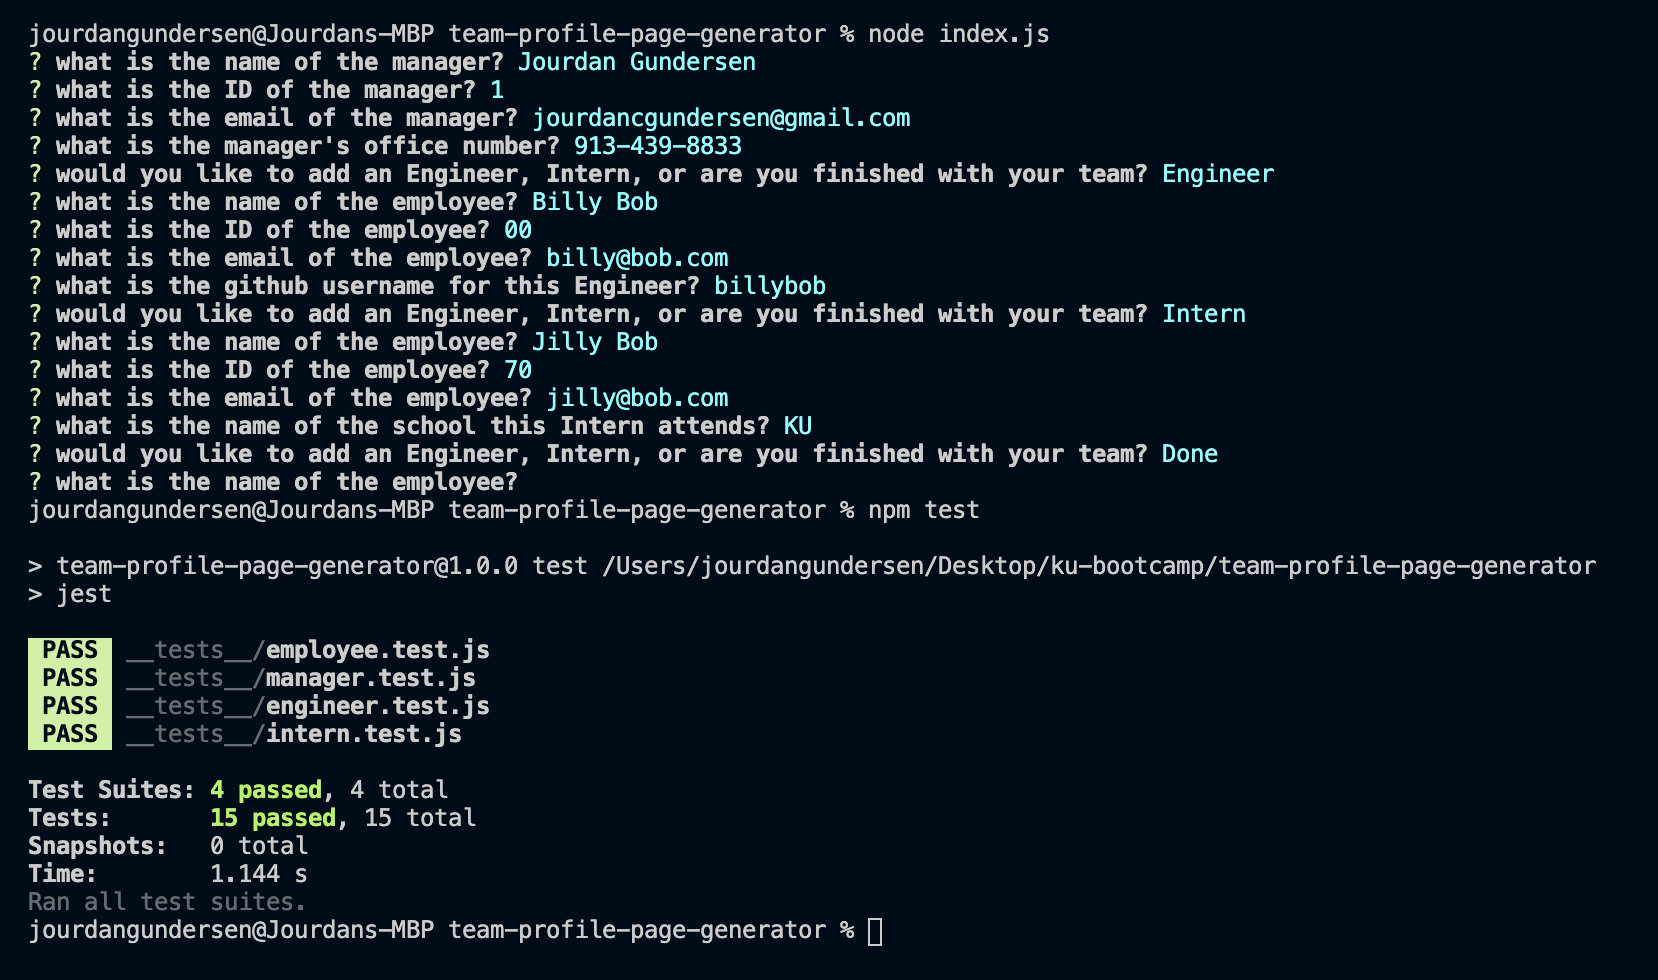 jourdangundersen@Jourdans-MBP team-profile-page-generator % node index.js
? what is the name of the manager? Jourdan Gundersen
? what is the ID of the manager? 1
? what is the email of the manager? jourdancgundersen@gmail.com
? what is the manager's office number? 913-439-8833
? would you like to add an Engineer, Intern, or are you finished with your team? Engineer
? what is the name of the employee? Billy Bob
? what is the ID of the employee? 00
? what is the email of the employee? billy@bob.com
? what is the github username for this Engineer? billybob
? would you like to add an Engineer, Intern, or are you finished with your team? Intern
? what is the name of the employee? Jilly Bob
? what is the ID of the employee? 70
? what is the email of the employee? jilly@bob.com
? what is the name of the school this Intern attends? KU
? would you like to add an Engineer, Intern, or are you finished with your team? Done
? what is the name of the employee?
jourdangundersen@Jourdans-MBP team-profile-page-generator % npm test
> team-profile-page-generator@1.0.0 test /Users/jourdangundersen/Desktop/ku-bootcamp/team-profile-page-generator
> jest
PASS __tests__/employee.test.js
PASS __tests__/manager.test.js
PASS __tests__/engineer.test.js
PASS __tests__/intern.test.js
Test Suites: 4 passed, 4 total
Tests: 15 passed, 15 total
Snapshots: 0 total
Time: 1.144 s
Ran all test suites.
jourdangundersen@Jourdans-MBP team-profile-page-generator %